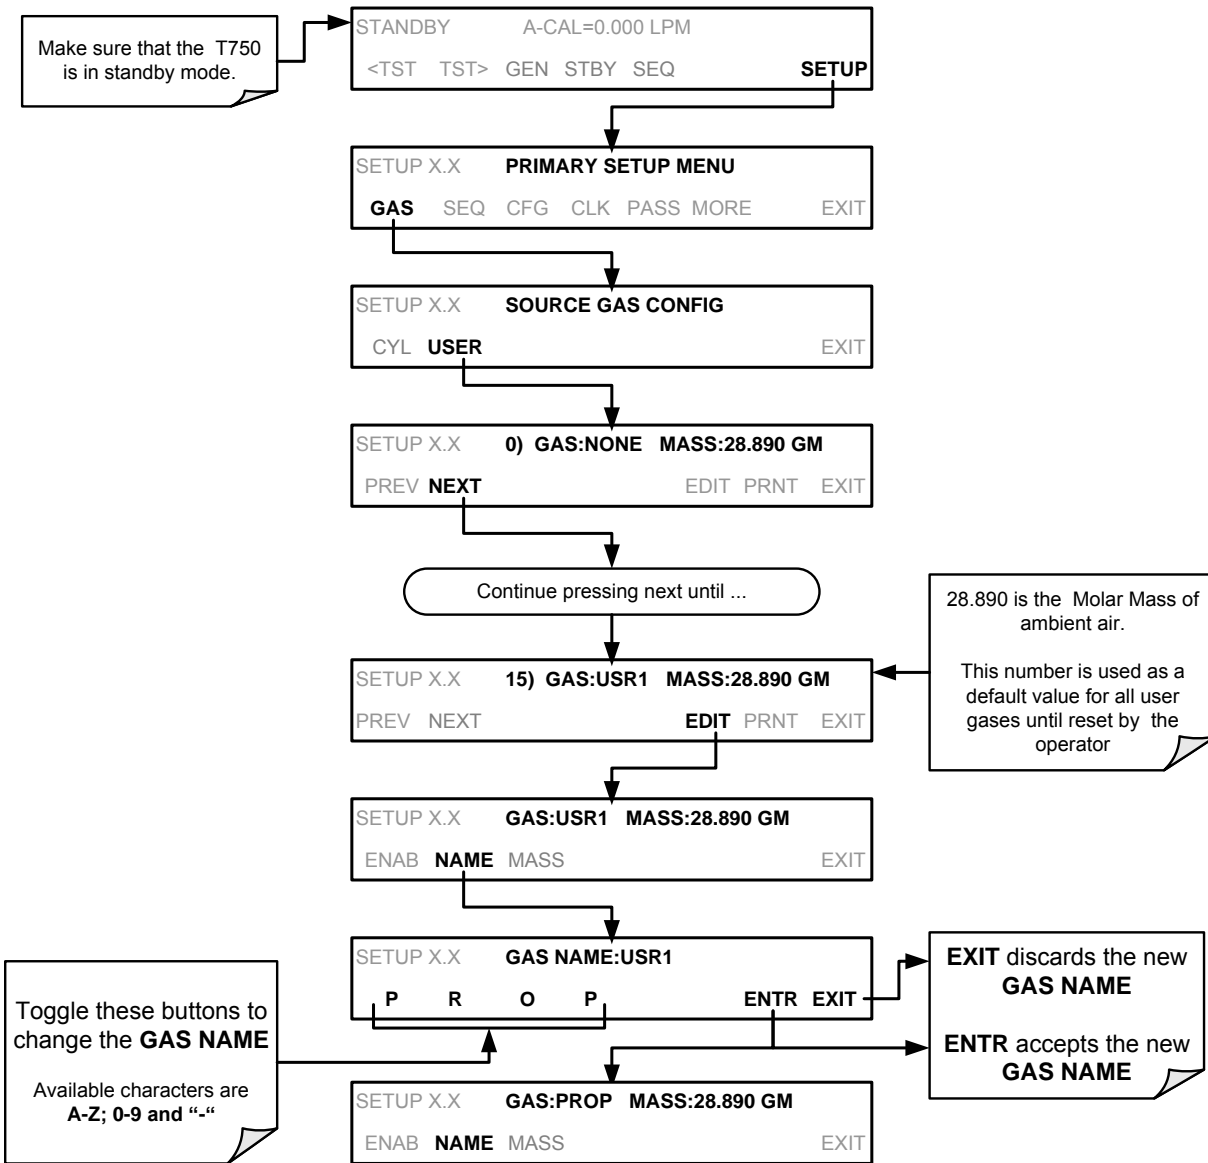 Make sure that the T750
is in standby mode.
STANDBY A-CAL=0.000 LPM
<TST TST> GEN STBY SEQ SETUP
SETUP X.X PRIMARY SETUP MENU
GAS SEQ CFG CLK PASS MORE EXIT
SETUP X.X SOURCE GAS CONFIG
CYL USER EXIT
SETUP X.X 0) GAS:NONE MASS:28.890 GM
PREV NEXT EDIT PRNT EXIT
Continue pressing next until ...
28.890 is the Molar Mass of
ambient air.
This number is used as a
default value for all user
gases until reset by the
operator
SETUP X.X 15) GAS:USR1 MASS:28.890 GM
PREV NEXT EDIT PRNT EXIT
SETUP X.X GAS:USR1 MASS:28.890 GM
ENAB NAME MASS EXIT
SETUP X.X GAS NAME:USR1
P R O P ENTR EXIT
EXIT discards the new
GAS NAME
ENTR accepts the new
GAS NAME
Toggle these buttons to
change the GAS NAME
Available characters are
A-Z; 0-9 and “-“
SETUP X.X GAS:PROP MASS:28.890 GM
ENAB NAME MASS EXIT